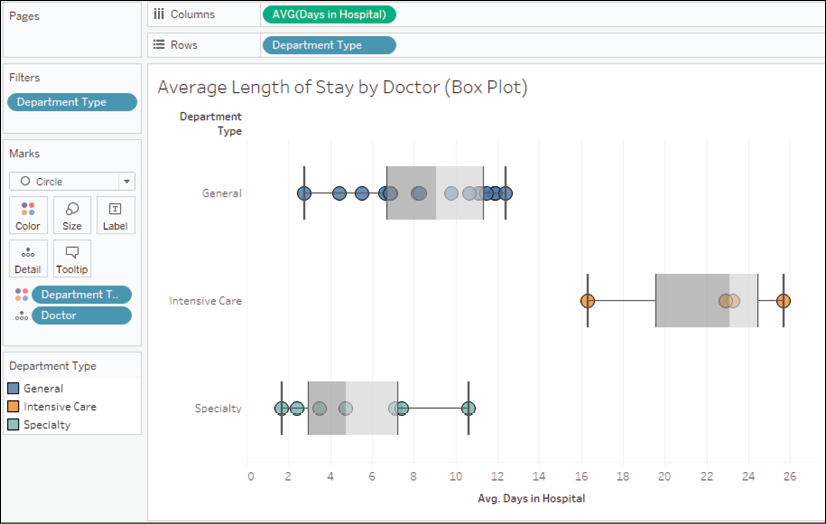 Pages
Columns
AVG(Days in Hospital)
Rows
Department Type
Filters
Department Type
Marks
Circle
Color
Size
Label
Detail
Tooltip
Department T..
Doctor
Department Type
General
Intensive Care
Specialty
Average Length of Stay by Doctor (Box Plot)
Department
Type
General
Intensive Care
Specialty
0 2 4 6 8 10 12 14 16 18 20 22 24 26
Avg. Days in Hospital